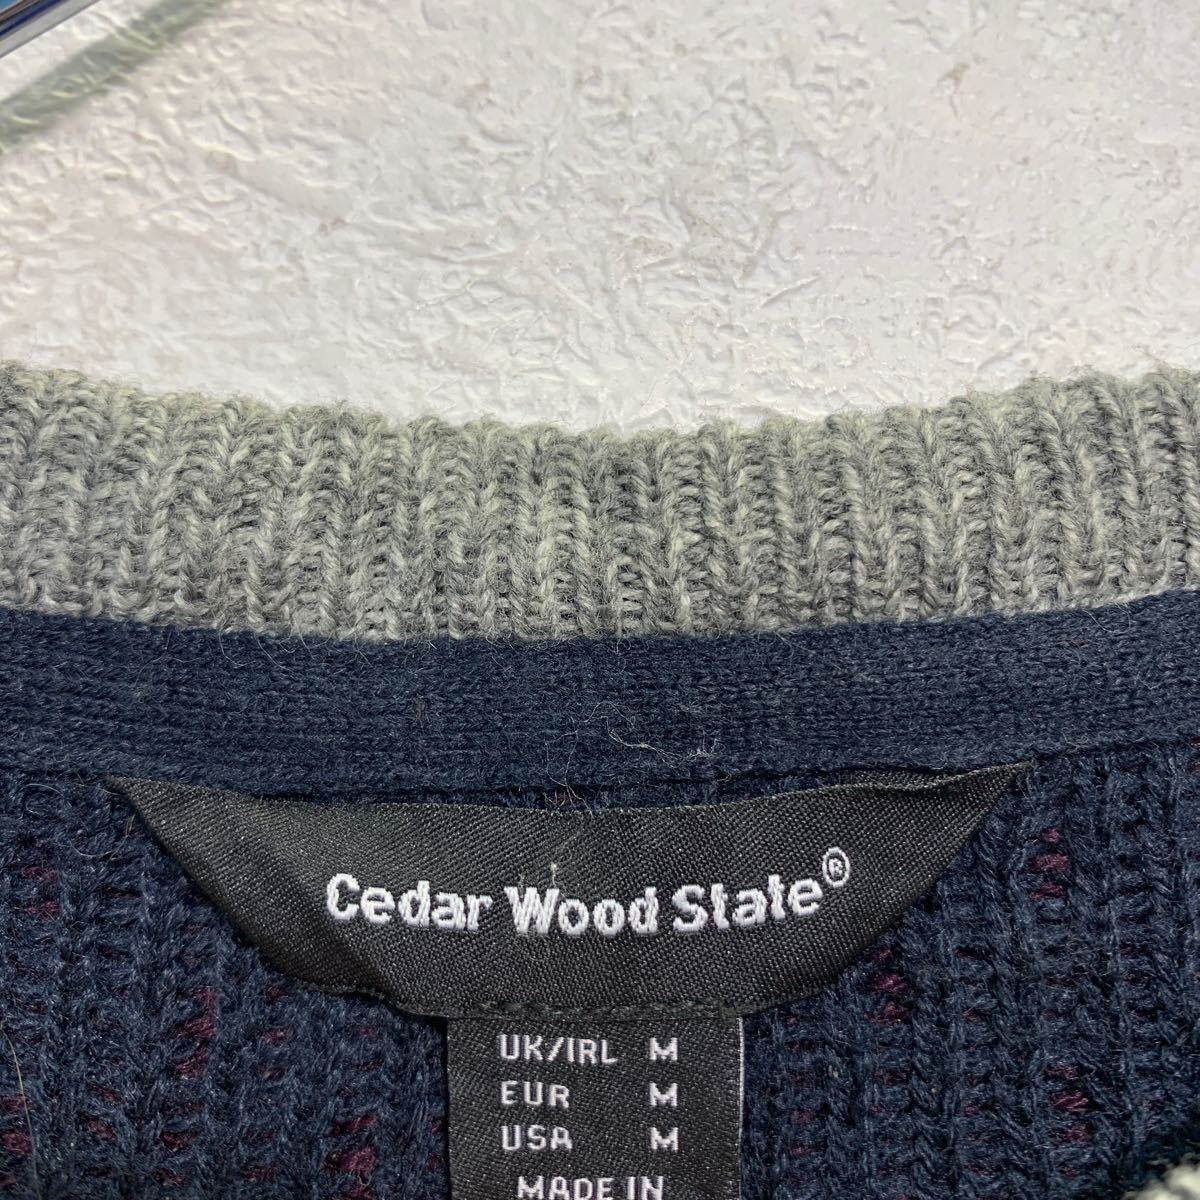 Cedar Wood State®
UK/IRL M
EUR M
USA M
MADE IN